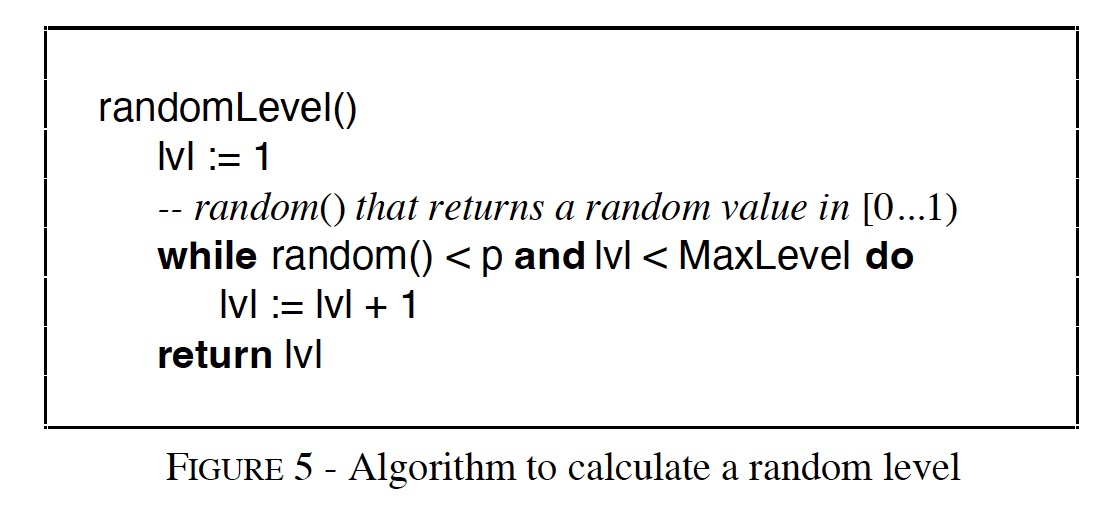 randomLevel()
lvl := 1
-- random() that returns a random value in [0...1)
while random() < p and lvl < MaxLevel do
lvl := lvl + 1
return lvl
FIGURE 5 - Algorithm to calculate a random level